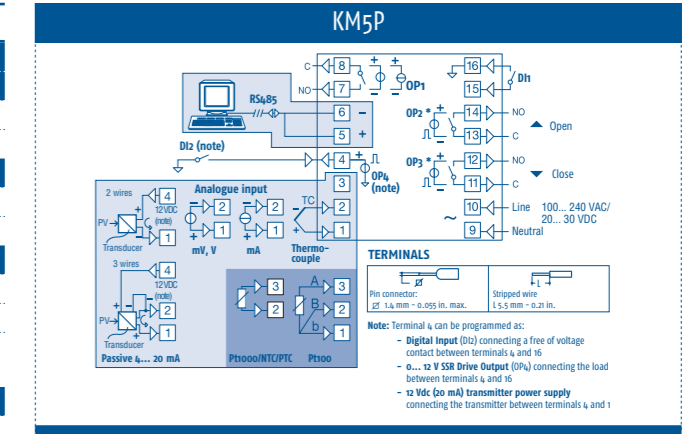 KM5P
C 8 + + 16
NO 7 - - OP1 15 DI1
RS485
6 -
5 +
OP2 * + 14 NO
- 13 C
Open
DI2 (note)
4 +
- OP4
(note)
OP3 * + 12 NO
- 11 C
Close
3
TC
2
1
~ 10 Line 100... 240 VAC/
20... 30 VDC
9 Neutral
Analogue input
2 wires
4
12VDC
(note)
PV
+
-
1
Transducer
- 2
+ 1
mV, V
- 2
+ 1
mA
-
+
Thermo-
couple
3 wires
4
12VDC
(note)
+ -
2
PV
+
-
1
Transducer
Passive 4... 20 mA
3
2
Pt1000/NTC/PTC
A 3
B 2
b 1
Pt100
TERMINALS
Pin connector:
Ø 1.4 mm - 0.055 in. max.
L
Stripped wire
L 5.5 mm - 0.21 in.
Note: Terminal 4 can be programmed as:
- Digital Input (DI2) connecting a free of voltage
contact between terminals 4 and 16
- 0... 12 V SSR Drive Output (OP4) connecting the load
between terminals 4 and 16
- 12 Vdc (20 mA) transmitter power supply
connecting the transmitter between terminals 4 and 1